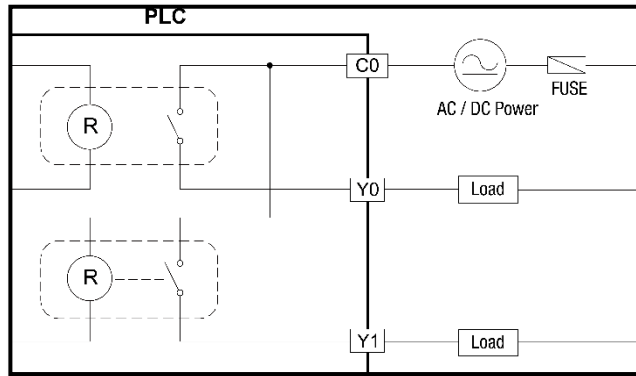 PLC
C0
AC / DC Power
FUSE
R
Y0
Load
R
Y1
Load